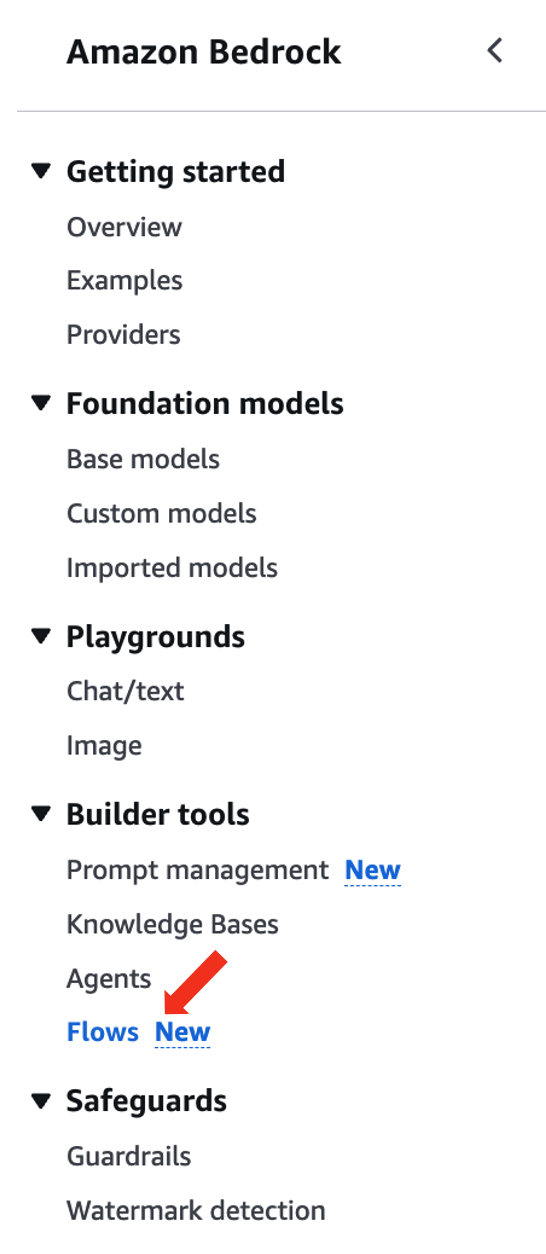 Amazon Bedrock
Getting started
Overview
Examples
Providers
Foundation models
Base models
Custom models
Imported models
Playgrounds
Chat/text
Image
Builder tools
Prompt management New
Knowledge Bases
Agents
Flows New
Safeguards
Guardrails
Watermark detection